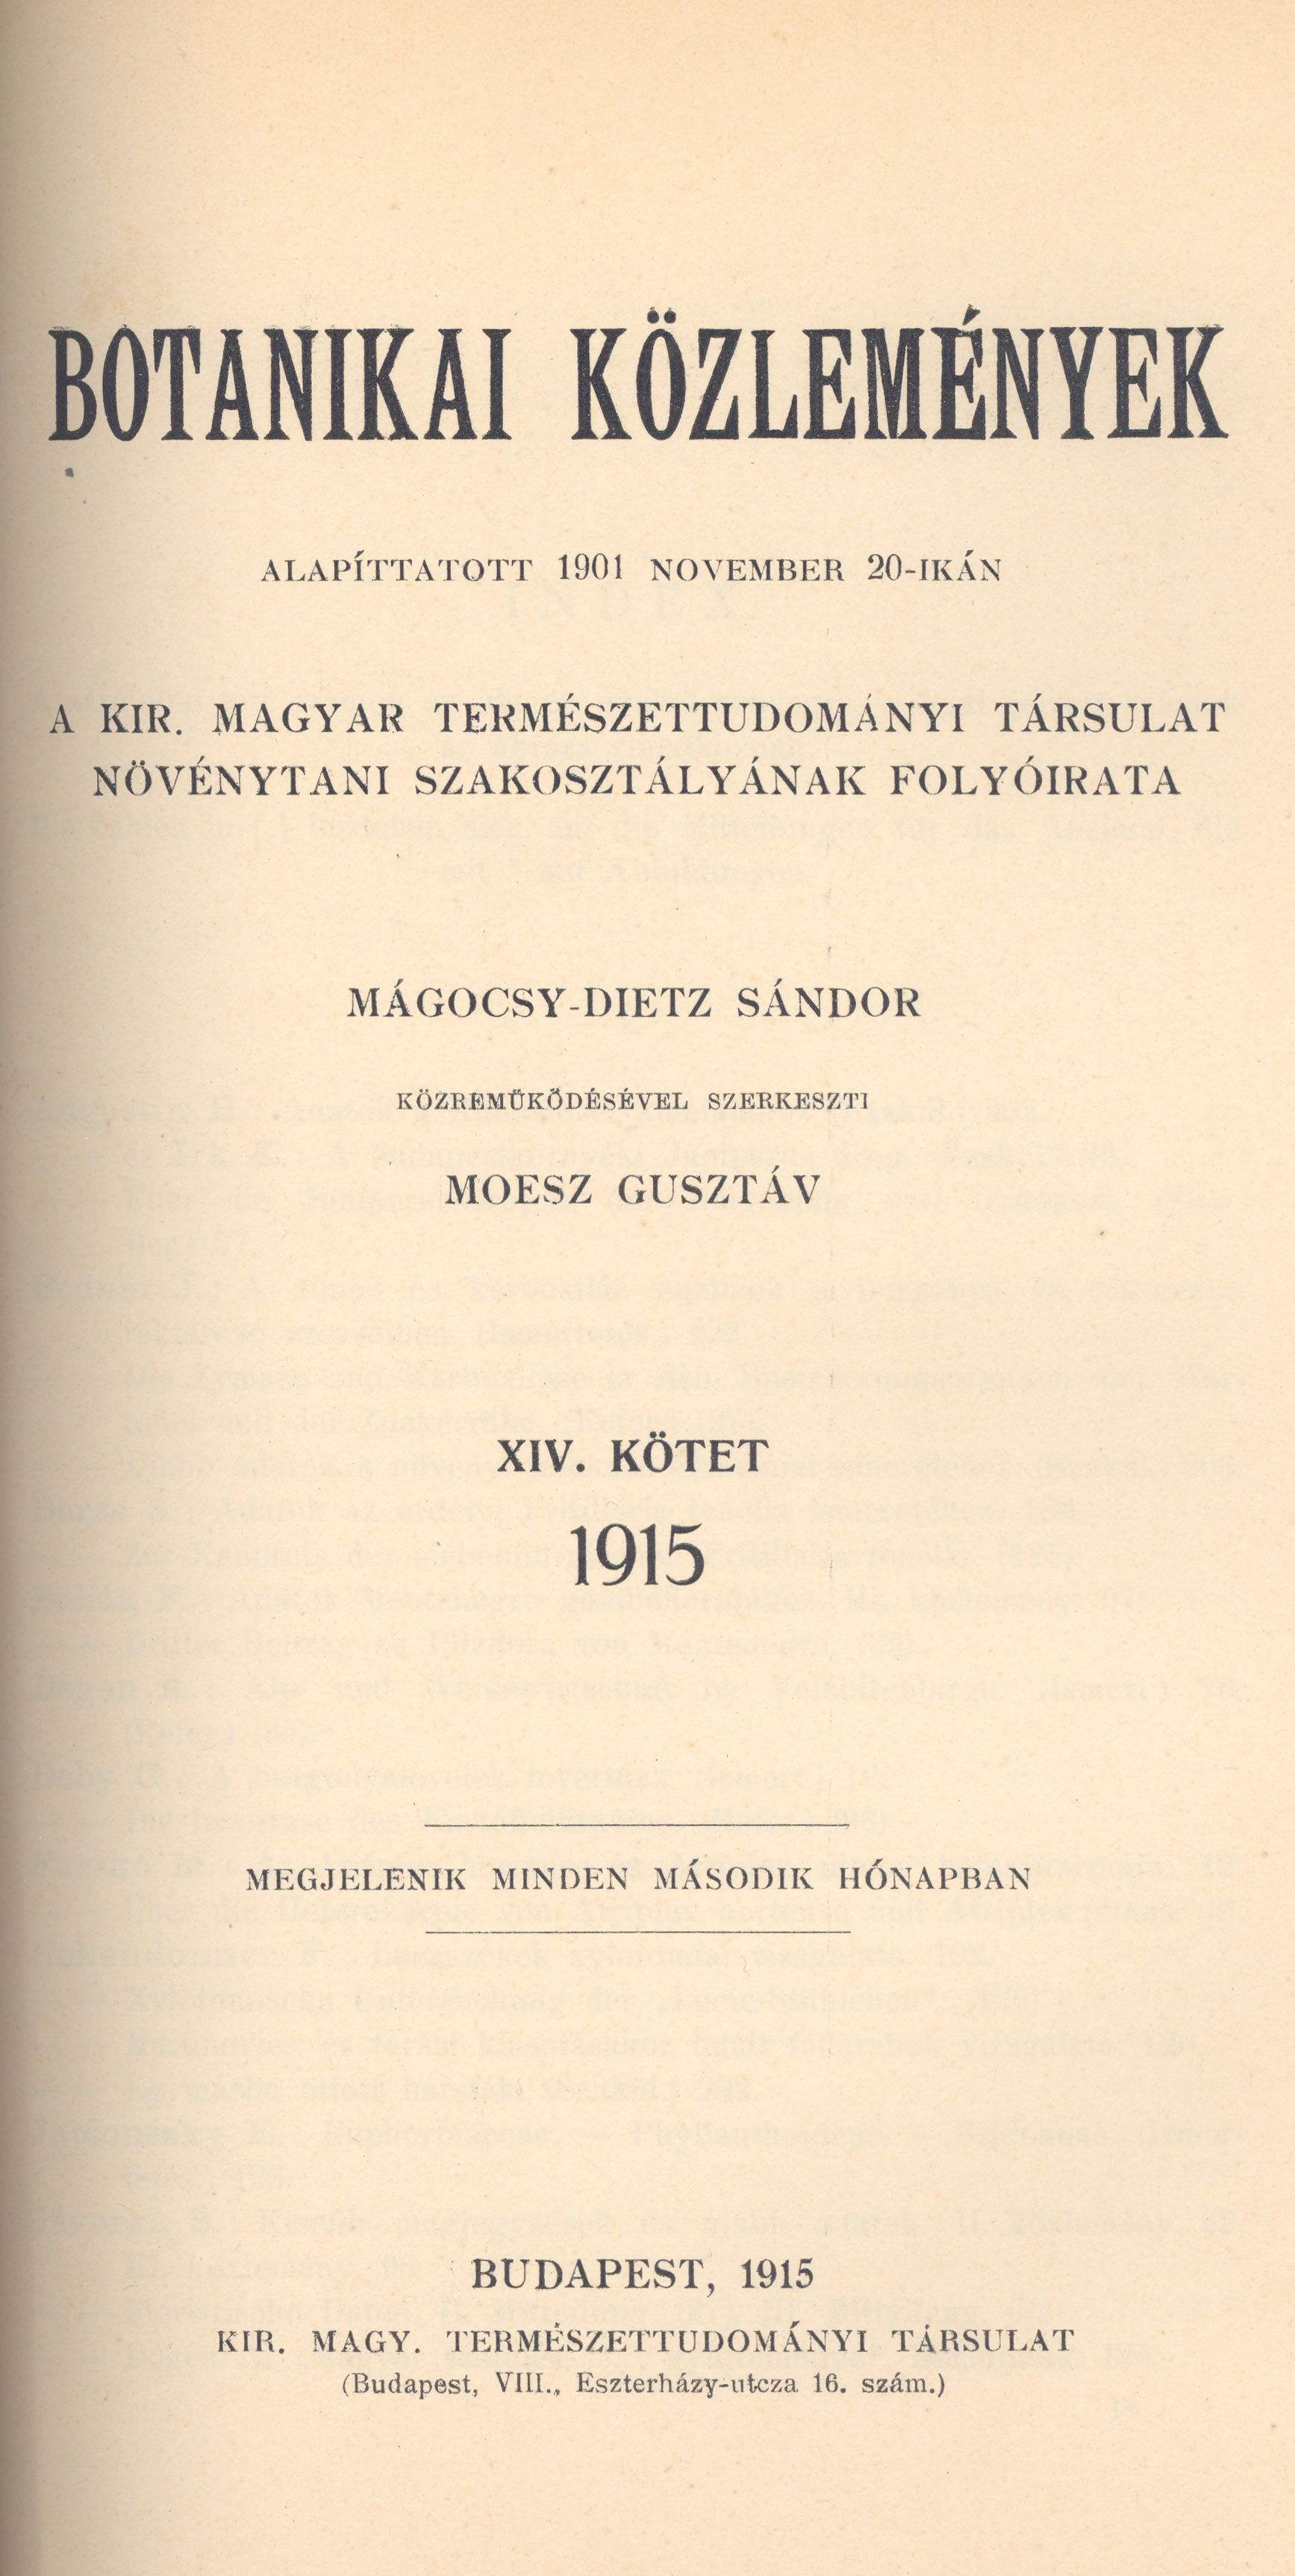 BOTANIKAI KÖZLEMÉNYEK
ALAPÍTTATOTT 1901 NOVEMBER 20-IKÁN
A KIR. MAGYAR TERMÉSZETTUDOMÁNYI TÁRSULAT
NÖVÉNYTANI SZAKOSZTÁLYÁNAK FOLYÓIRATA
MÁGOCSY-DIETZ SÁNDOR
KÖZREMŰKÖDÉSÉVEL SZERKESZTI
MOESZ GUSZTÁV
XIV. KÖTET
1915
MEGJELENIK MINDEN MÁSODIK HÓNAPBAN
BUDAPEST, 1915
KIR. MAGY. TERMÉSZETTUDOMÁNYI TÁRSULAT
(Budapest, VIII., Eszterházy-utcza 16. szám.)